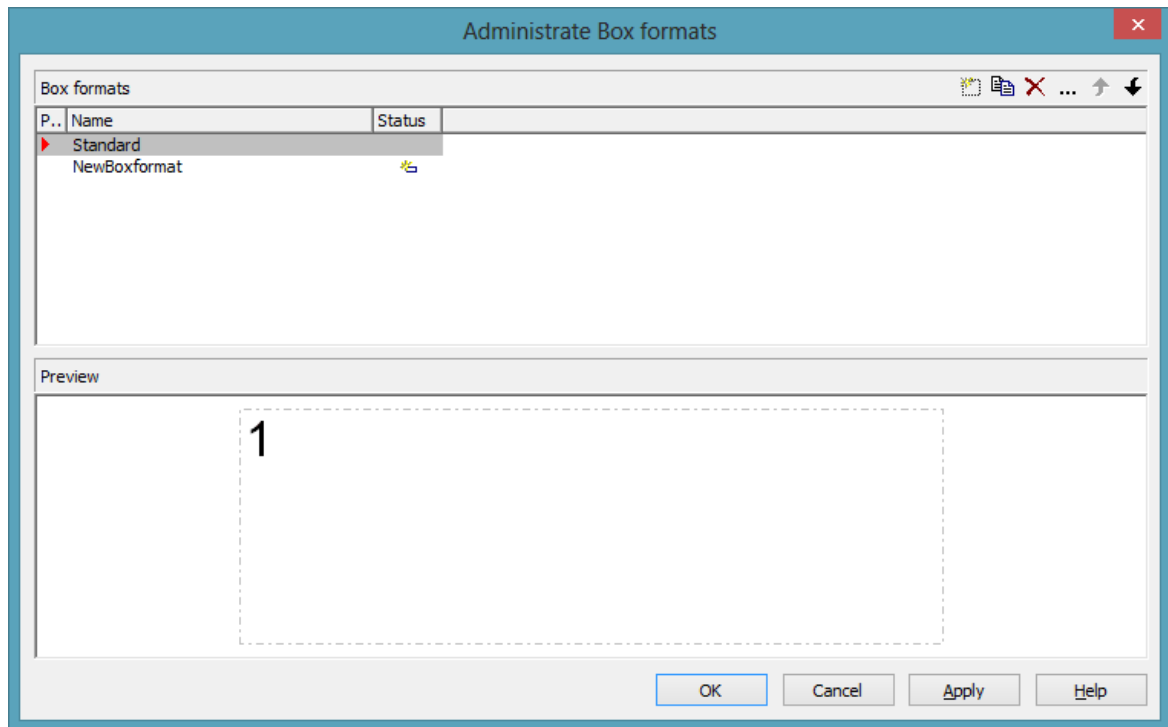 Administrate Box formats
Box formats
P.. Name Status
Standard
NewBoxformat
Preview
1
OK Cancel Apply Help